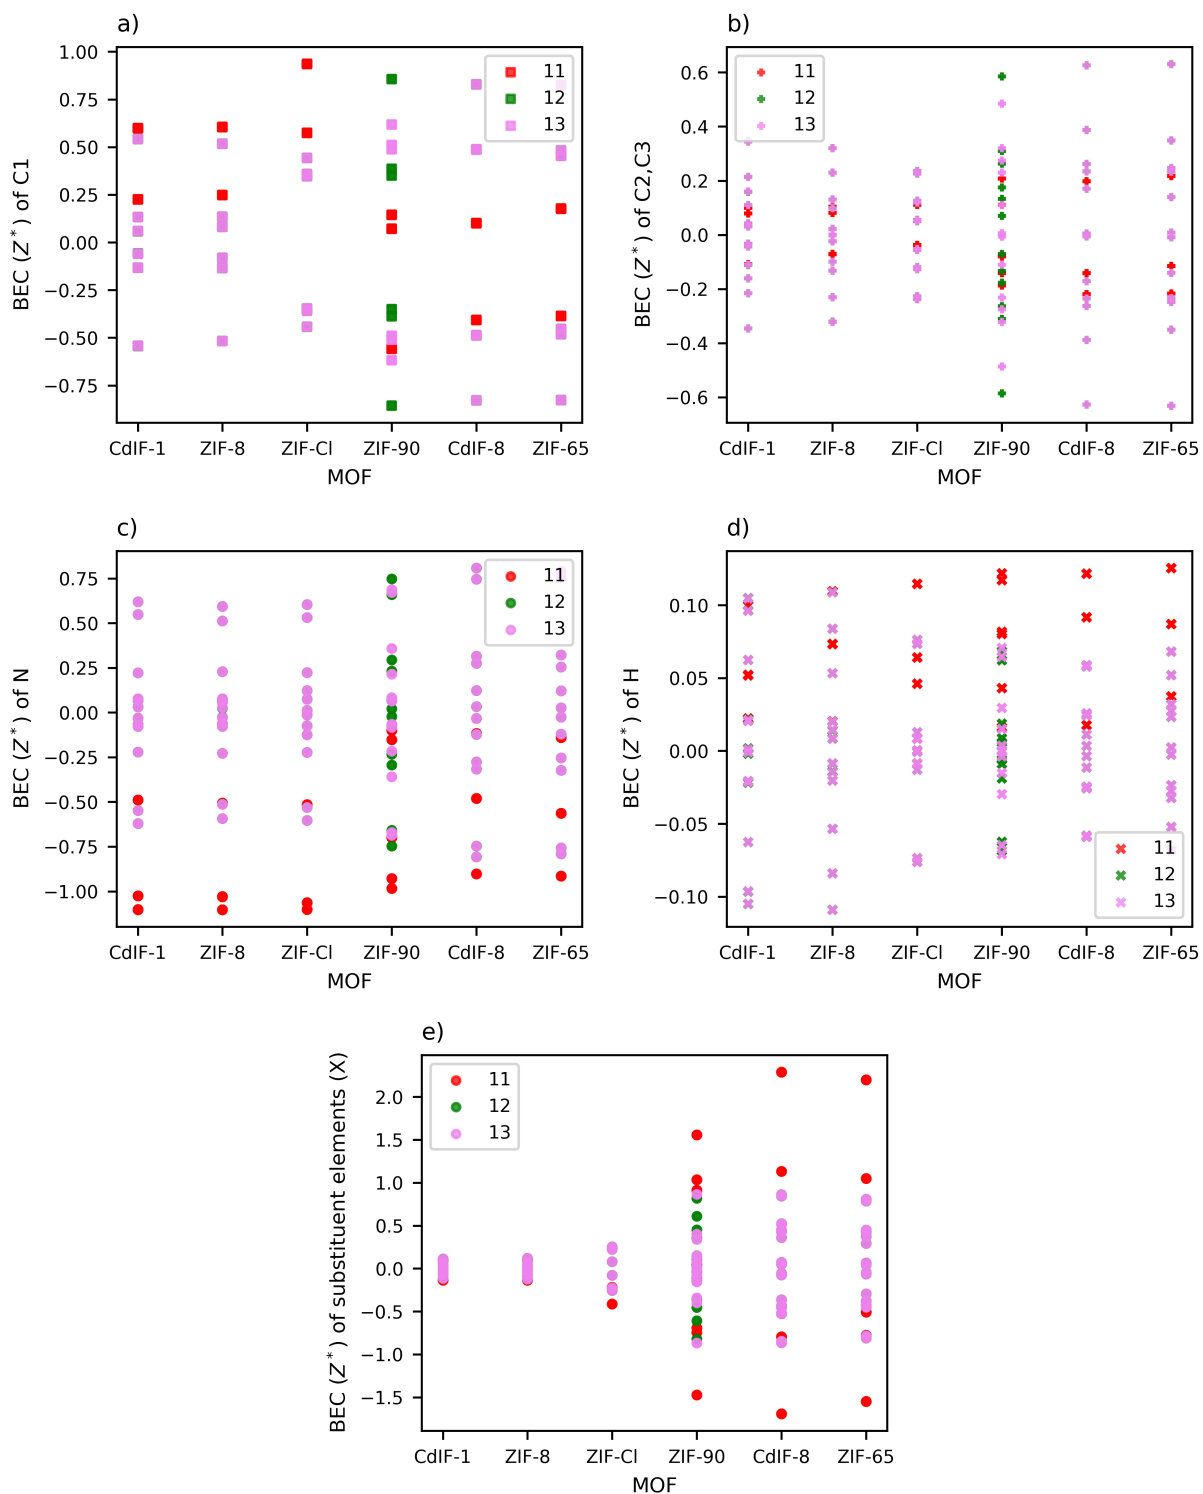 a)
1.00
0.75
0.50
0.25
0.00
−0.25
−0.50
−0.75
BEC (Z*) of C1
11
12
13
CdIF-1 ZIF-8 ZIF-Cl ZIF-90 CdIF-8 ZIF-65
MOF
b)
0.6
0.4
0.2
0.0
−0.2
−0.4
−0.6
BEC (Z*) of C2,C3
11
12
13
CdIF-1 ZIF-8 ZIF-Cl ZIF-90 CdIF-8 ZIF-65
MOF
c)
0.75
0.50
0.25
0.00
−0.25
−0.50
−0.75
−1.00
BEC (Z*) of N
11
12
13
CdIF-1 ZIF-8 ZIF-Cl ZIF-90 CdIF-8 ZIF-65
MOF
d)
0.10
0.05
0.00
−0.05
−0.10
BEC (Z*) of H
11
12
13
CdIF-1 ZIF-8 ZIF-Cl ZIF-90 CdIF-8 ZIF-65
MOF
e)
2.0
1.5
1.0
0.5
0.0
−0.5
−1.0
−1.5
BEC (Z*) of substituent elements (X)
11
12
13
CdIF-1 ZIF-8 ZIF-Cl ZIF-90 CdIF-8 ZIF-65
MOF